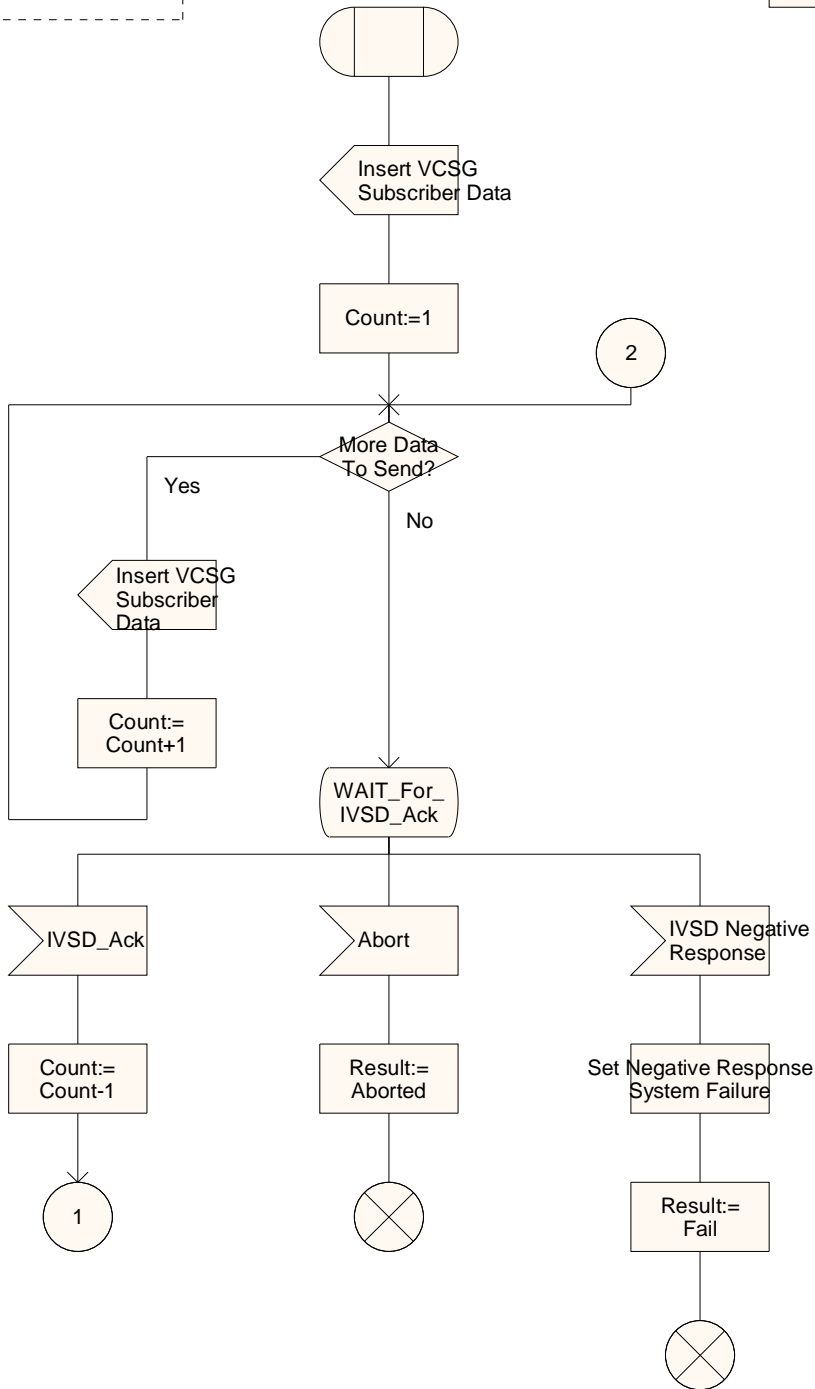 Insert VCSG
Subscriber Data
Count:=1
2
More Data
To Send?
Yes
No
Insert VCSG
Subscriber
Data
Count:=
Count+1
WAIT_For_
IVSD_Ack
IVSD_Ack
Abort
IVSD Negative
Response
Count:=
Count-1
Result:=
Aborted
Set Negative Response
System Failure
1
Result:=
Fail